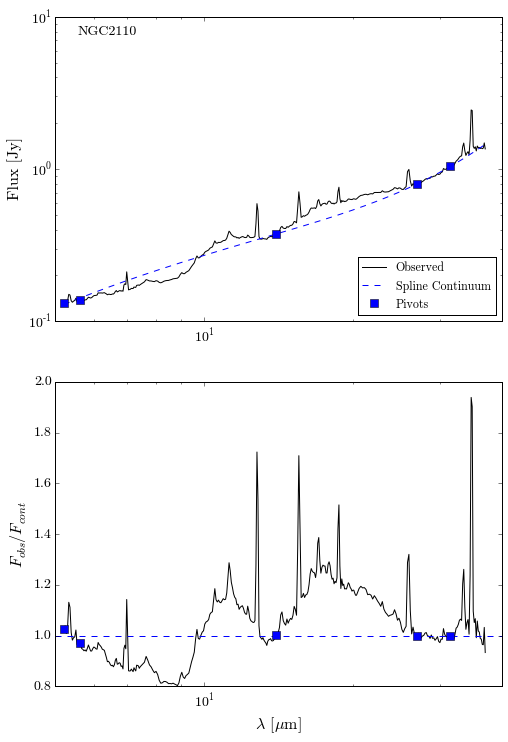 NGC2110
10^1
10^0
10^-1
Flux [Jy]
Observed
Spline Continuum
Pivots
10^1
2.0
1.8
1.6
1.4
1.2
1.0
0.8
F_obs/F_cont
10^1
λ [μm]